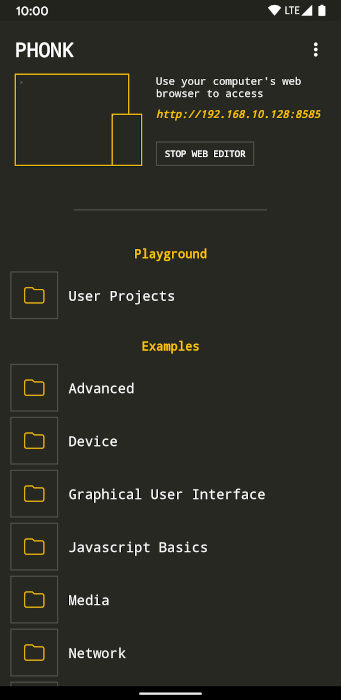 10:00
LTE
PHONK
Use your computer's web
browser to access
http://192.168.10.128:8585
STOP WEB EDITOR
Playground
User Projects
Examples
Advanced
Device
Graphical User Interface
Javascript Basics
Media
Network